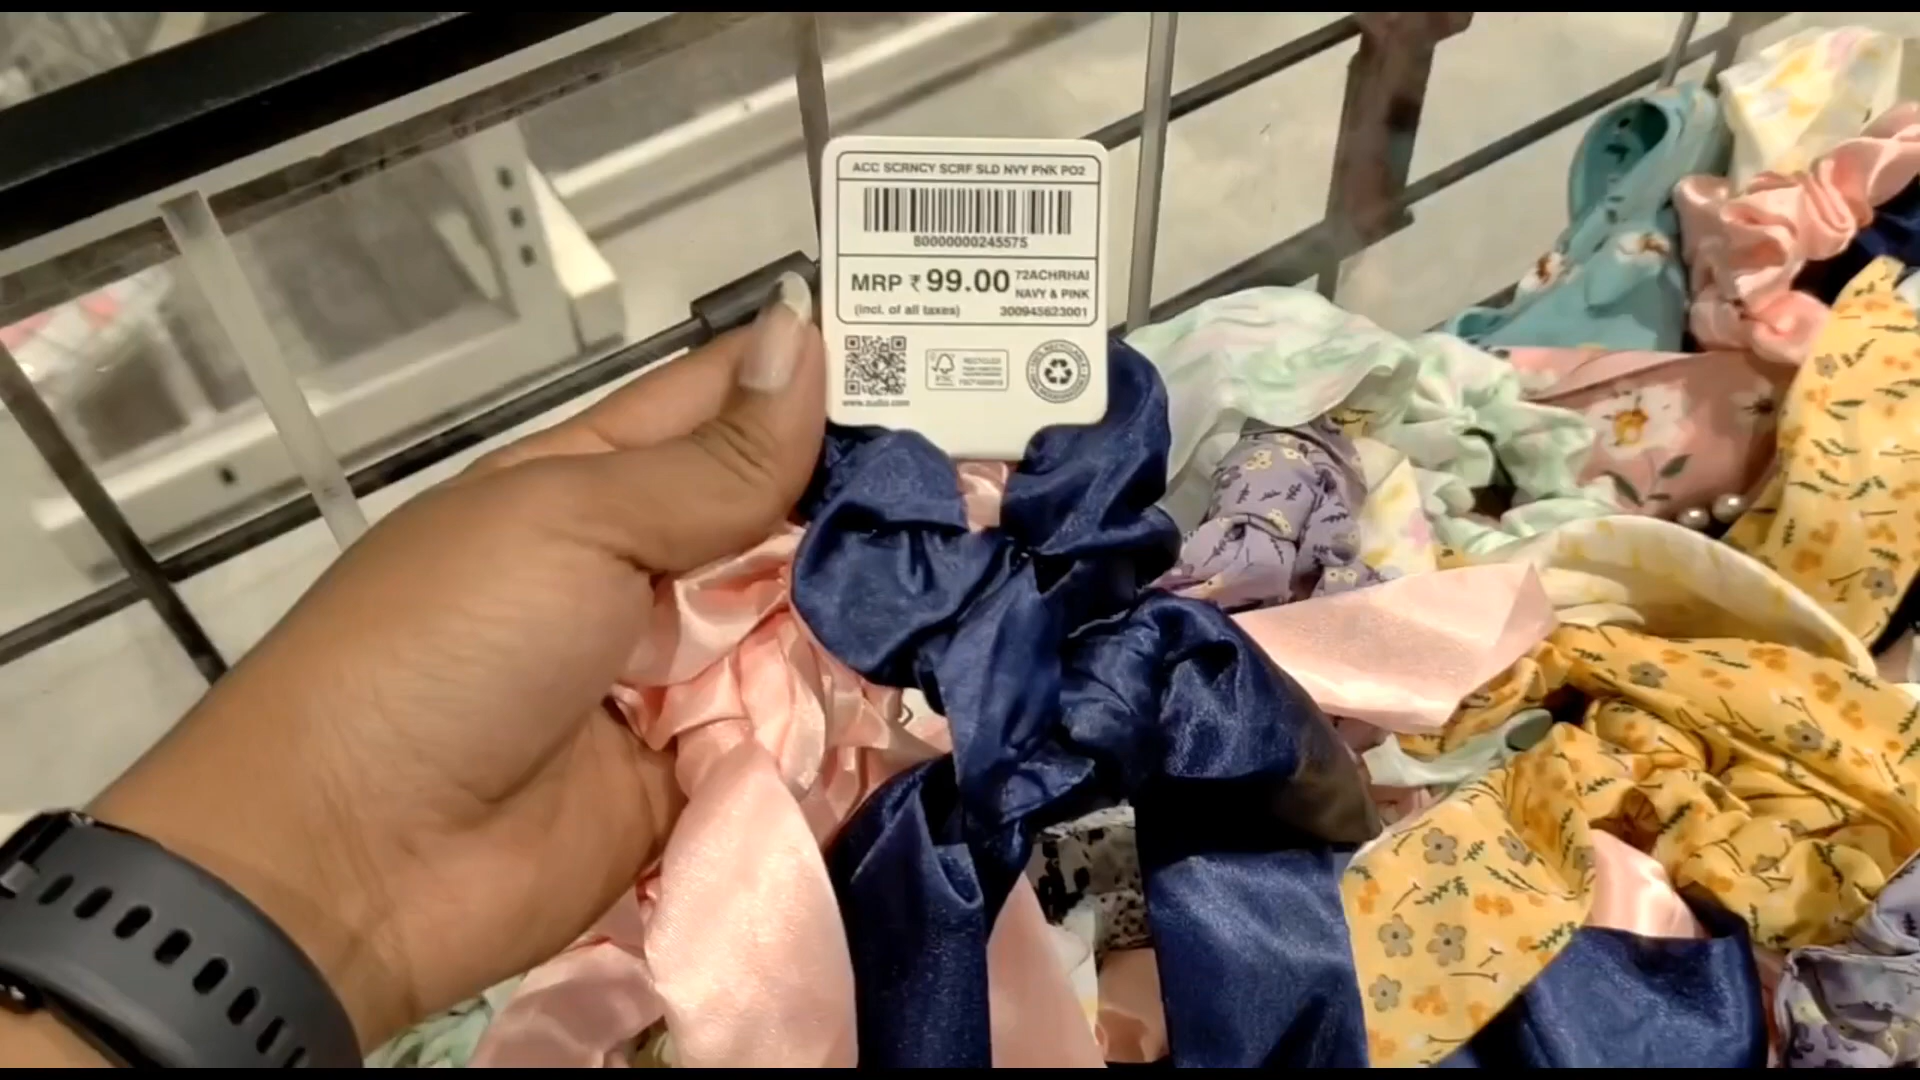 ACC SCRNCY SCRF SLD NVY PNK PO2
80000000245575
MRP ₹ 99.00
72ACHRHAI
NAVY & PINK
(incl. of all taxes)
300945623001
FSC
www.zudio.com